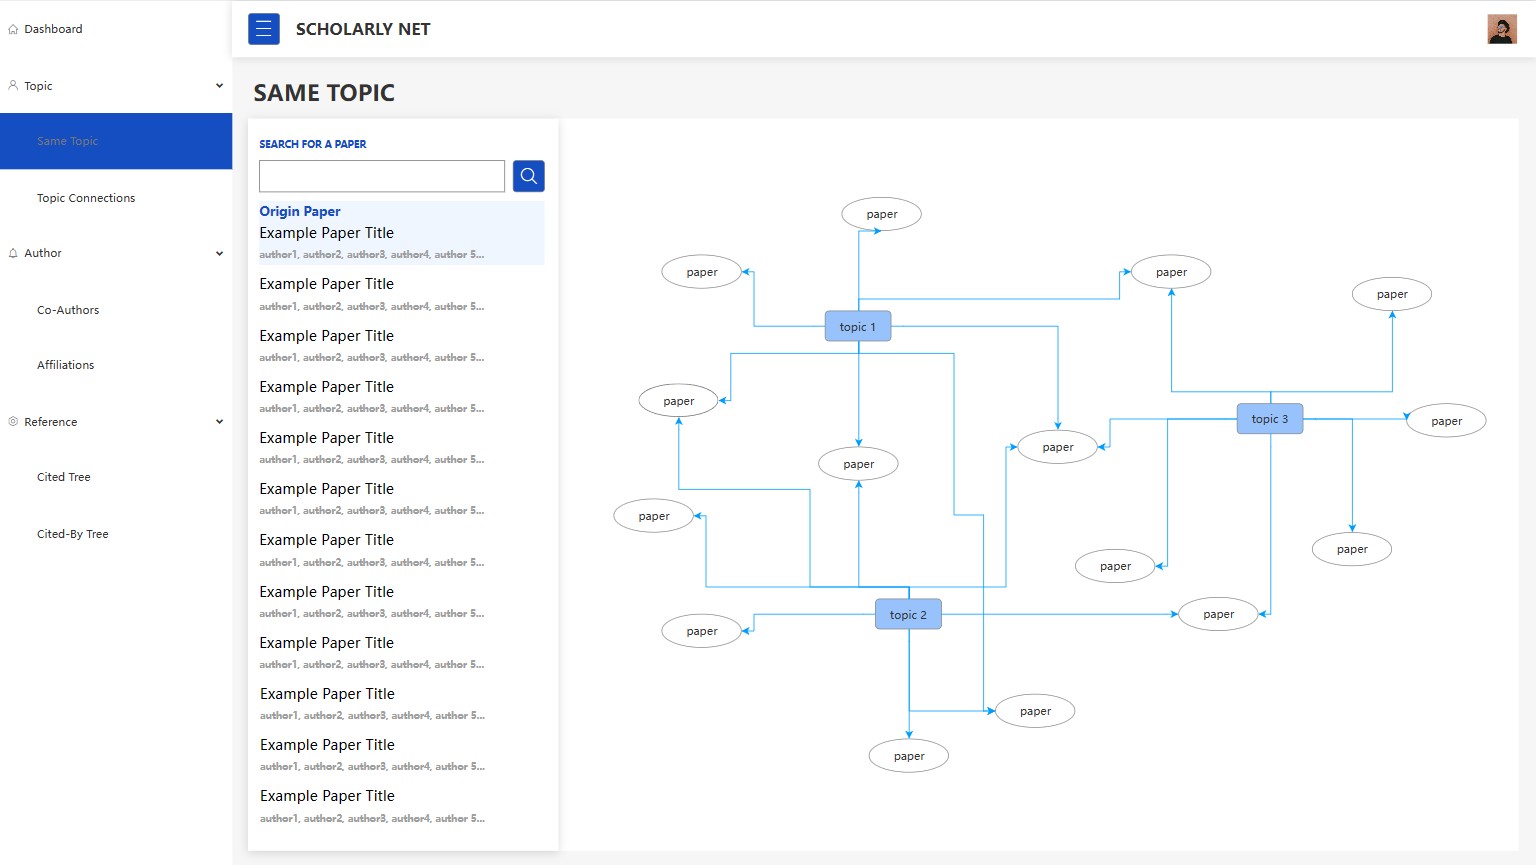 Dashboard
Topic
Same Topic
Topic Connections
Author
Co-Authors
Affiliations
Reference
Cited Tree
Cited-By Tree
SCHOLARLY NET
SAME TOPIC
SEARCH FOR A PAPER
Origin Paper
Example Paper Title
author1, author2, author3, author4, author 5...
Example Paper Title
author1, author2, author3, author4, author 5...
Example Paper Title
author1, author2, author3, author4, author 5...
Example Paper Title
author1, author2, author3, author4, author 5...
Example Paper Title
author1, author2, author3, author4, author 5...
Example Paper Title
author1, author2, author3, author4, author 5...
Example Paper Title
author1, author2, author3, author4, author 5...
Example Paper Title
author1, author2, author3, author4, author 5...
Example Paper Title
author1, author2, author3, author4, author 5...
Example Paper Title
author1, author2, author3, author4, author 5...
Example Paper Title
author1, author2, author3, author4, author 5...
Example Paper Title
author1, author2, author3, author4, author 5...
paper
paper
paper
paper
topic 1
paper
topic 3
paper
paper
paper
paper
paper
paper
paper
topic 2
paper
paper
paper
paper